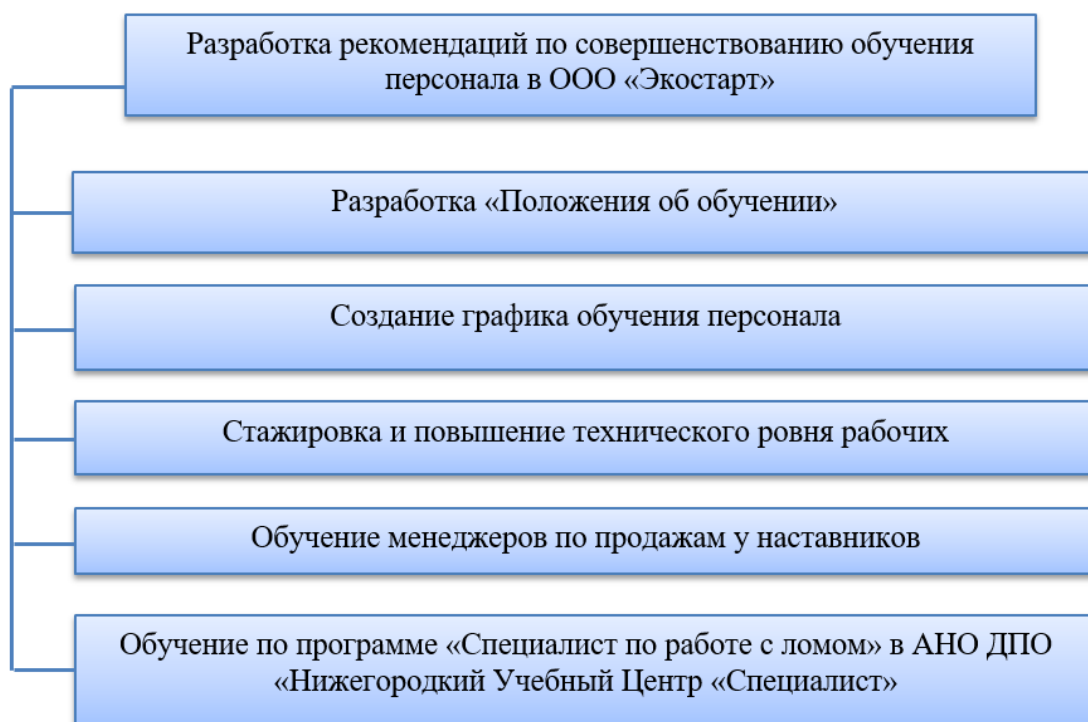 Разработка рекомендаций по совершенствованию обучения
персонала в ООО «Экостарт»
Разработка «Положения об обучении»
Создание графика обучения персонала
Стажировка и повышение технического ровня рабочих
Обучение менеджеров по продажам у наставников
Обучение по программе «Специалист по работе с ломом» в АНО ДПО
«Нижегородкий Учебный Центр «Специалист»